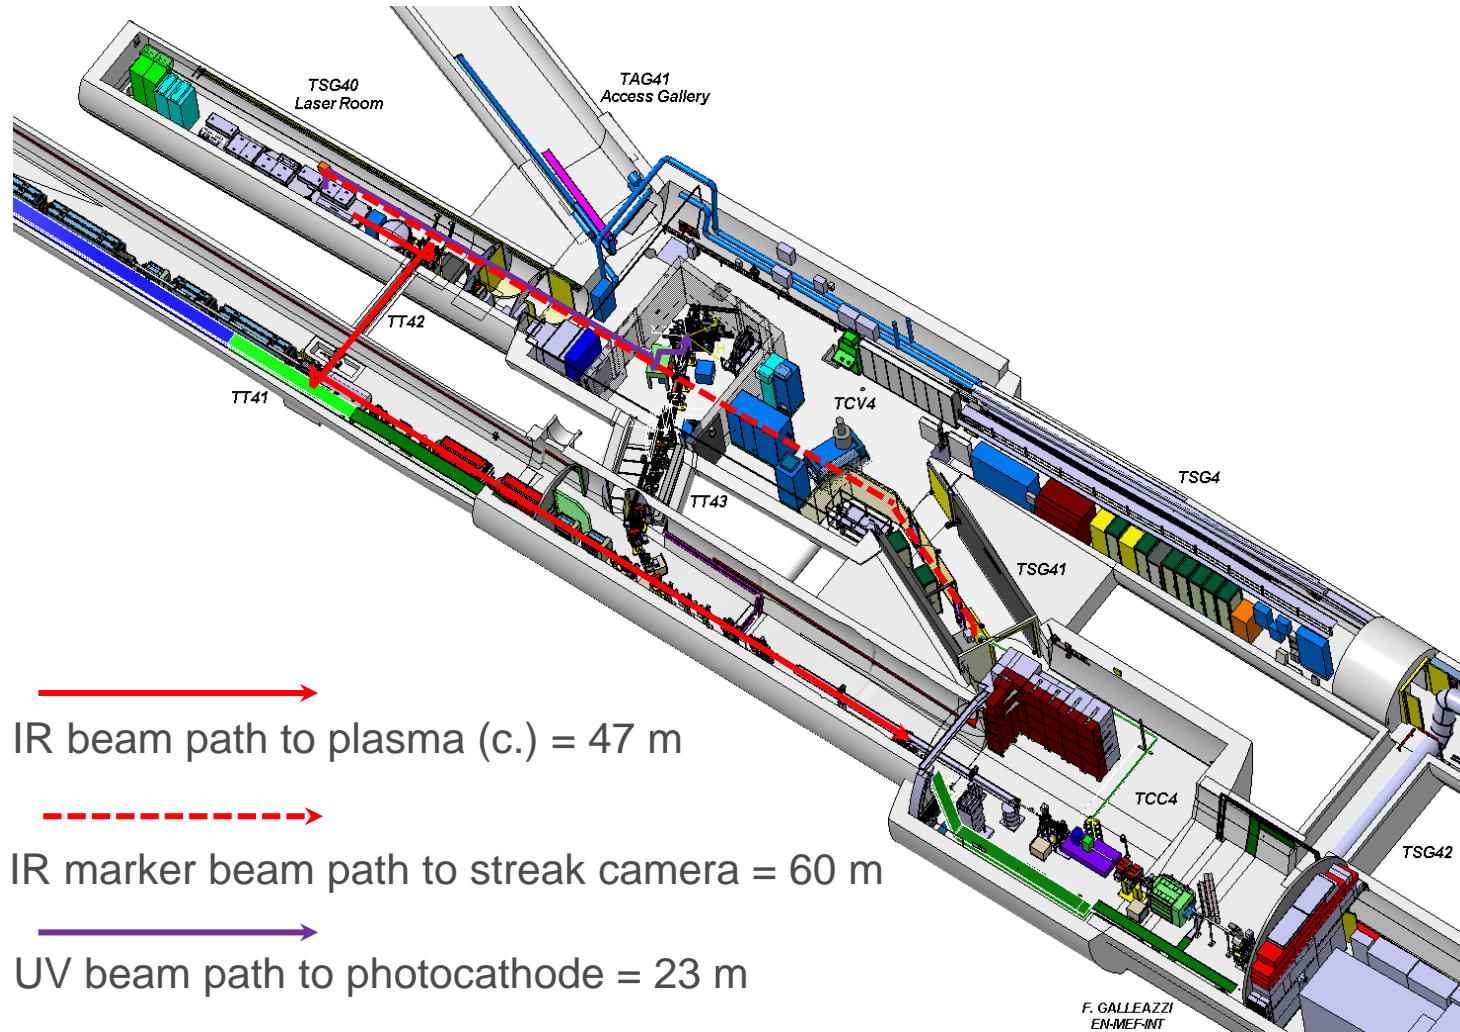 TSG40
Laser Room
TAG41
Access Gallery
TT42
TT41
TCV4
TSG4
TT43
TSG41
IR beam path to plasma (c.) = 47 m
TCC4
TSG42
IR marker beam path to streak camera = 60 m
UV beam path to photocathode = 23 m
F. GALLEAZZI
EN-MEF-INT